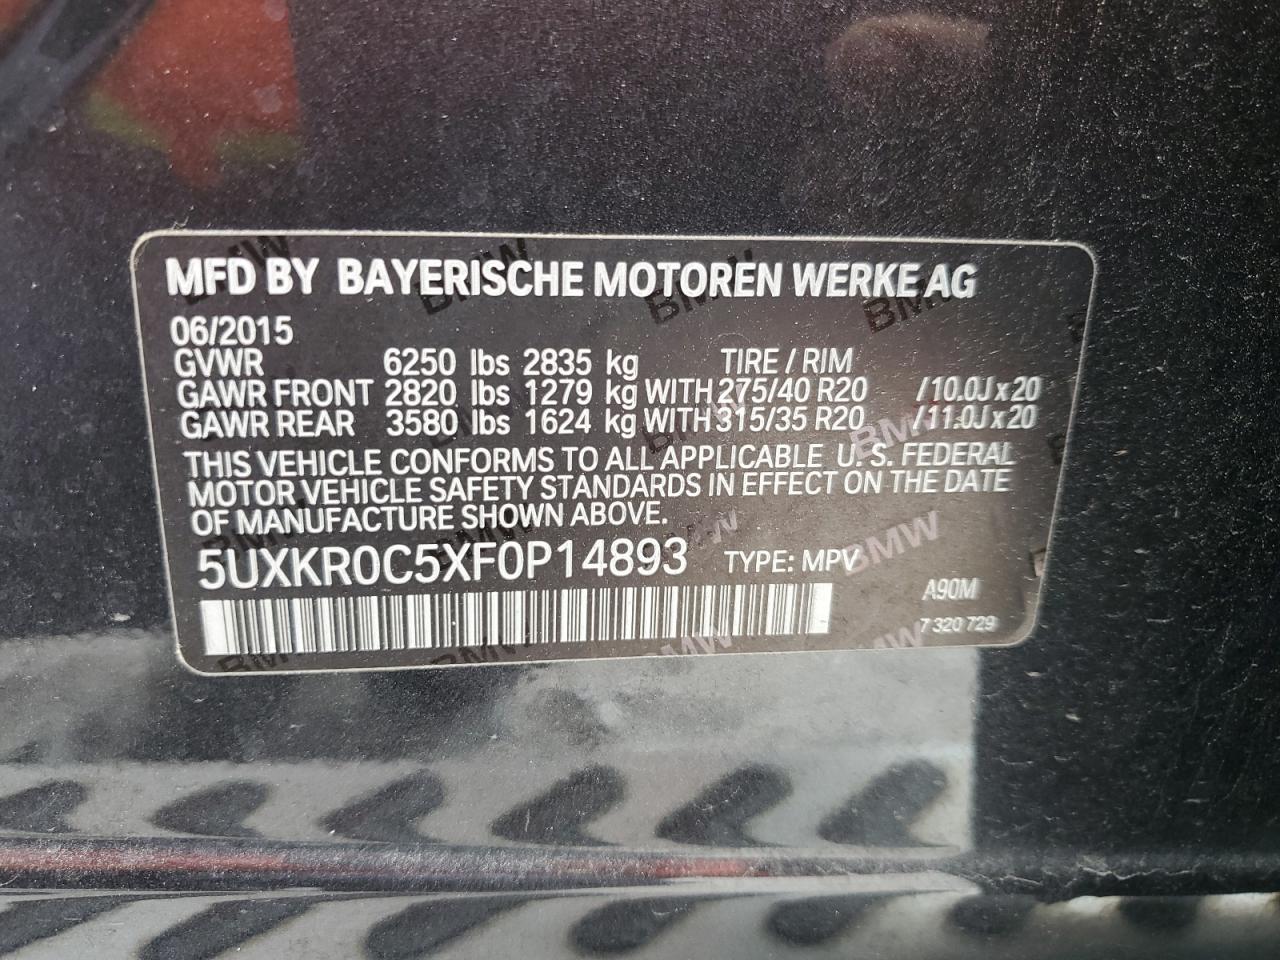 MFD BY BAYERISCHE MOTOREN WERKE AG
06/2015
GVWR 6250 lbs 2835 kg TIRE / RIM
GAWR FRONT 2820 lbs 1279 kg WITH 275/40 R20 /10.0J x 20
GAWR REAR 3580 lbs 1624 kg WITH 315/35 R20 /11.0J x 20
THIS VEHICLE CONFORMS TO ALL APPLICABLE U. S. FEDERAL
MOTOR VEHICLE SAFETY STANDARDS IN EFFECT ON THE DATE
OF MANUFACTURE SHOWN ABOVE.
5UXKR0C5XF0P14893 TYPE: MPV
A90M
7 320 729